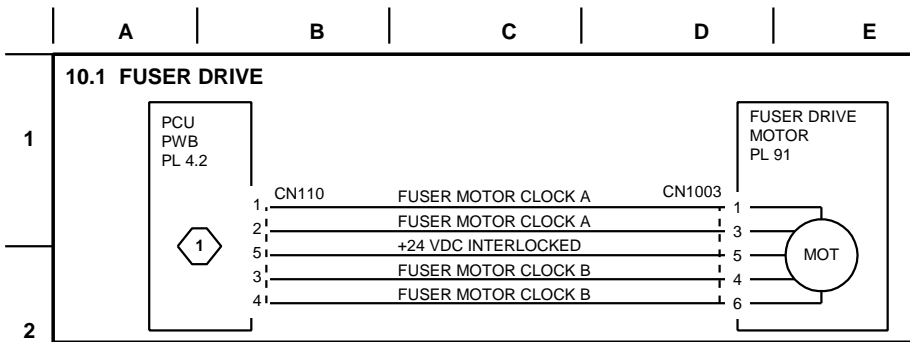 A B C D E
10.1 FUSER DRIVE
1
PCU
PWB
PL 4.2
FUSER DRIVE
MOTOR
PL 91
CN110
CN1003
1 FUSER MOTOR CLOCK A 1
2 FUSER MOTOR CLOCK A 3
1
5 +24 VDC INTERLOCKED 5
MOT
3 FUSER MOTOR CLOCK B 4
4 FUSER MOTOR CLOCK B 6
2